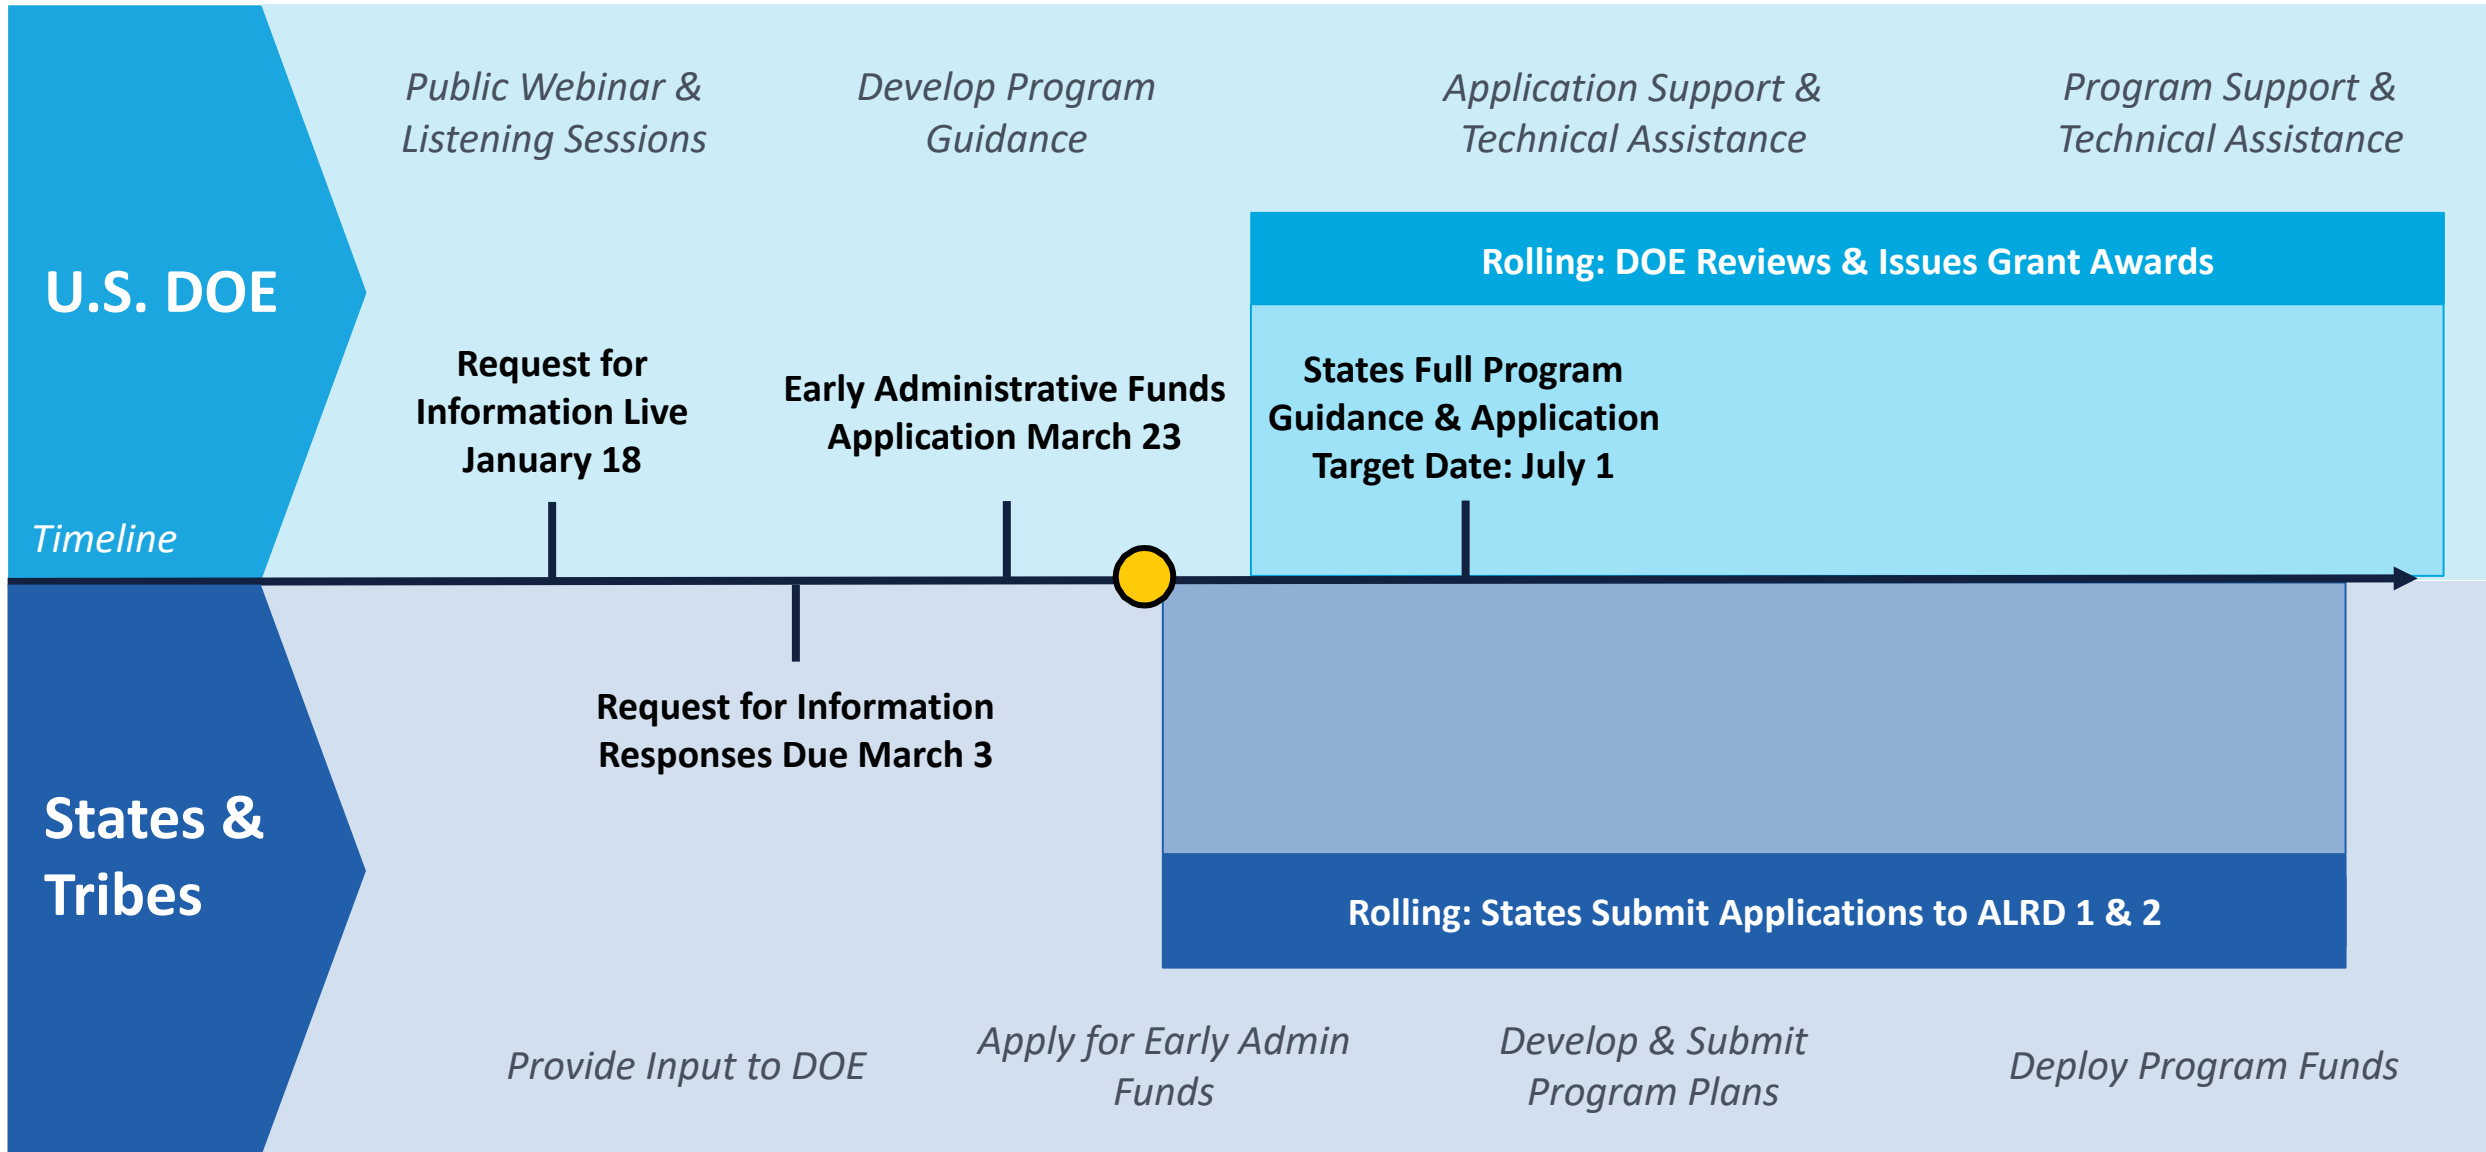 Public Webinar &
Listening Sessions
Develop Program
Guidance
Application Support &
Technical Assistance
Program Support &
Technical Assistance
Rolling: DOE Reviews & Issues Grant Awards
U.S. DOE
Request for
Information Live
January 18
Early Administrative Funds
Application March 23
States Full Program
Guidance & Application
Target Date: July 1
Timeline
Request for Information
Responses Due March 3
States &
Tribes
Rolling: States Submit Applications to ALRD 1 & 2
Provide Input to DOE
Apply for Early Admin
Funds
Develop & Submit
Program Plans
Deploy Program Funds